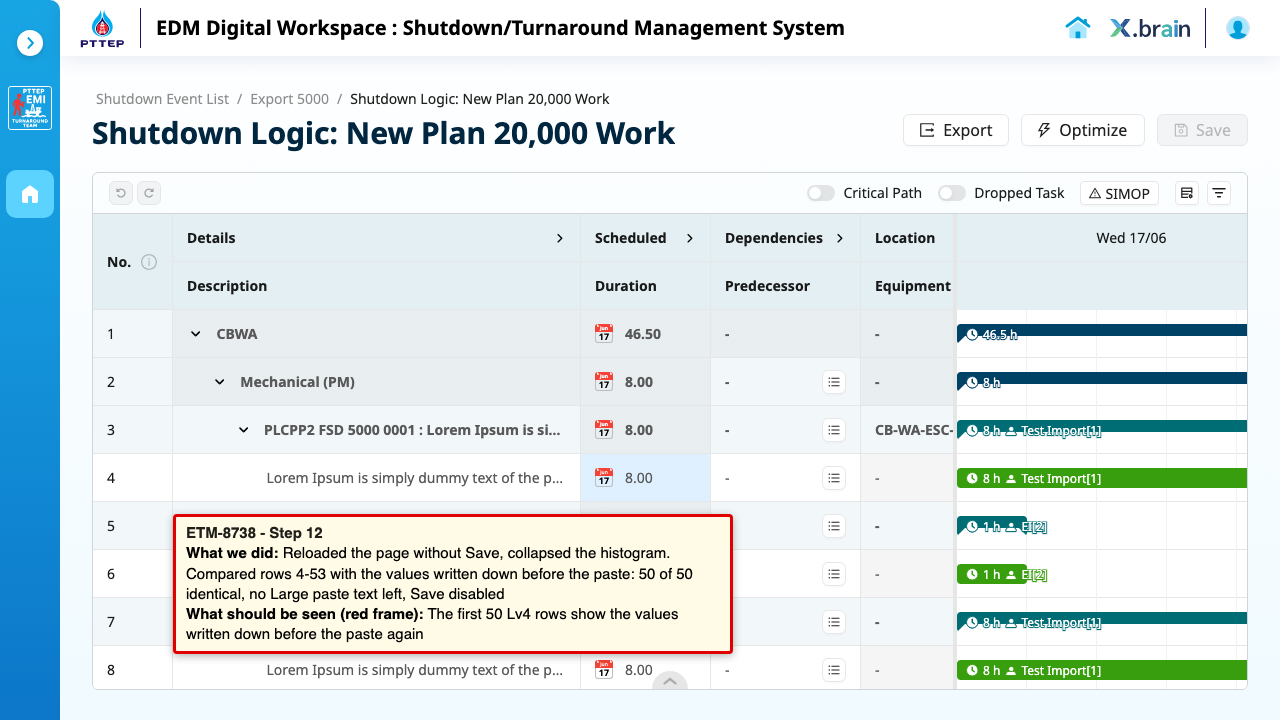 PTTEP
EDM Digital Workspace : Shutdown/Turnaround Management System
X.brain
PTTEP
EMI
TURNAROUND
TEAM
Shutdown Event List / Export 5000 / Shutdown Logic: New Plan 20,000 Work
Shutdown Logic: New Plan 20,000 Work
Export
Optimize
Save
Critical Path
Dropped Task
SIMOP
No.
Details
Scheduled
Dependencies
Location
Wed 17/06
Description
Duration
Predecessor
Equipment
1 CBWA 46.50 - - 46.5 h
2 Mechanical (PM) 8.00 - - 8 h
3 PLCPP2 FSD 5000 0001 : Lorem Ipsum is si... 8.00 - CB-WA-ESC- 8 h Test Import[1]
4 Lorem Ipsum is simply dummy text of the p... 8.00 - - 8 h Test Import[1]
5 - 1 h EI[2]
6 - 1 h EI[2]
7 - 8 h Test Import[1]
8 Lorem Ipsum is simply dummy text of the p... 8.00 - - 8 h Test Import[1]
ETM-8738 - Step 12
What we did: Reloaded the page without Save, collapsed the histogram.
Compared rows 4-53 with the values written down before the paste: 50 of 50
identical, no Large paste text left, Save disabled
What should be seen (red frame): The first 50 Lv4 rows show the values
written down before the paste again